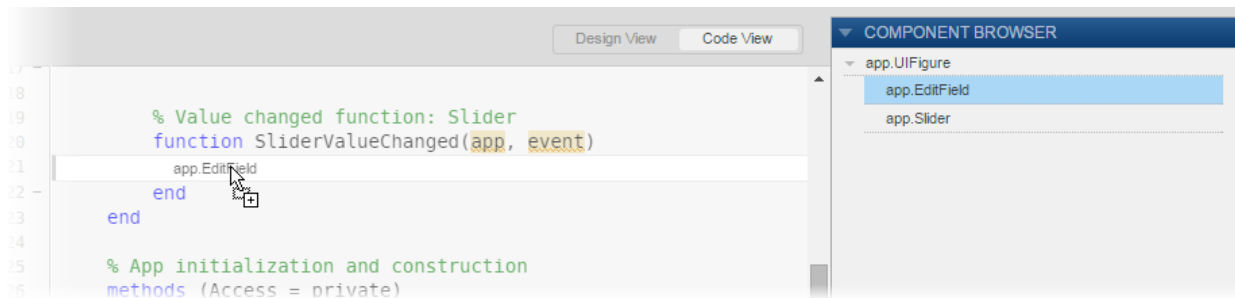 Design View Code View
COMPONENT BROWSER
app.UIFigure
app.EditField
app.Slider
17
18
19 % Value changed function: Slider
20 function SliderValueChanged(app, event)
21 app.EditField
22 end
23 end
24
25 % App initialization and construction
26 methods (Access = private)